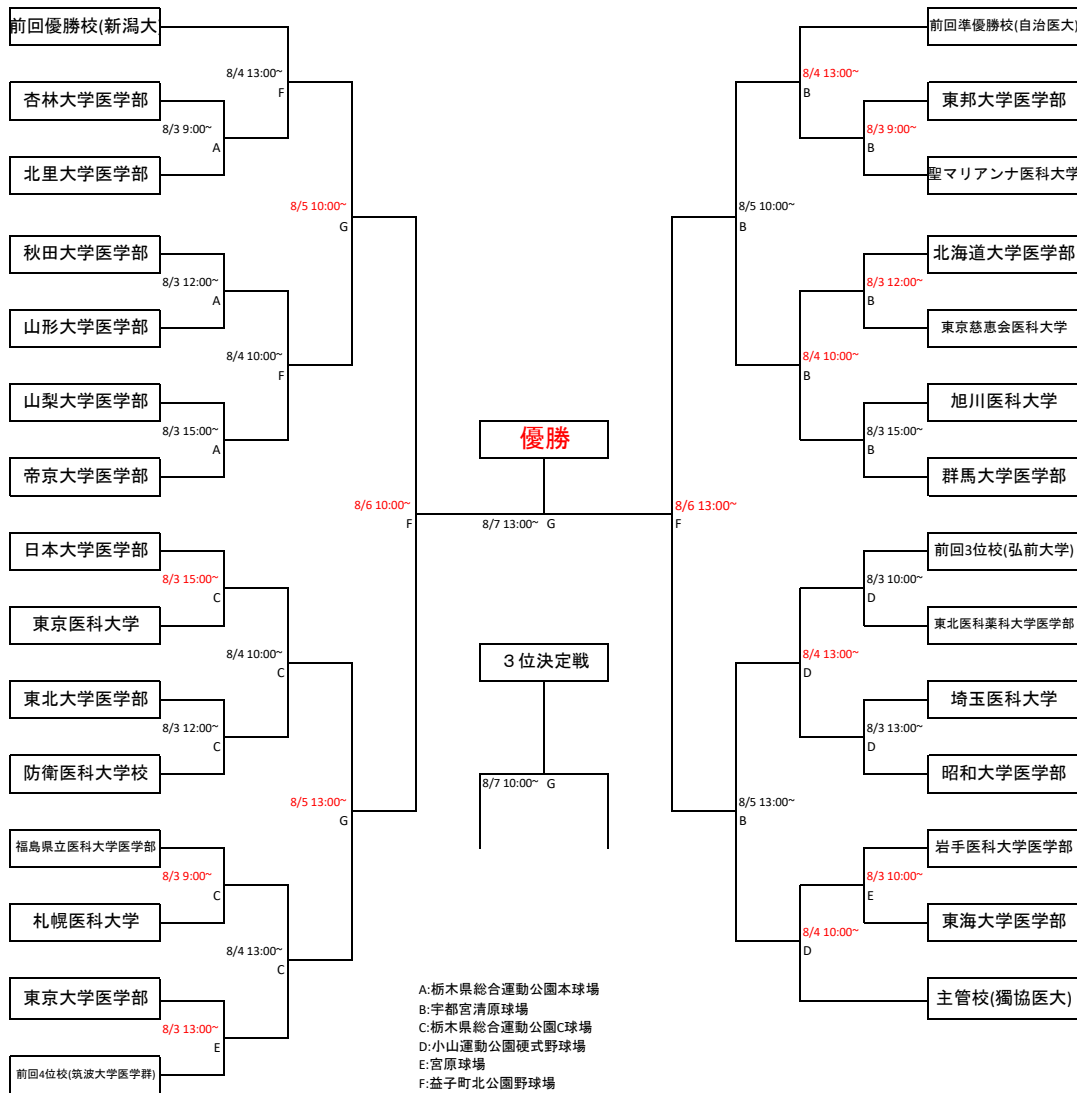 前回優勝校(新潟大
8/4 13:00~
F
杏林大学医学部
8/3 9:00~
A
北里大学医学部
8/5 10:00~
G
秋田大学医学部
8/3 12:00~
A
山形大学医学部
8/4 10:00~
F
山梨大学医学部
8/3 15:00~
A
帝京大学医学部
8/6 10:00~
F
日本大学医学部
8/3 15:00~
C
東京医科大学
8/4 10:00~
C
東北大学医学部
8/3 12:00~
C
防衛医科大学校
8/5 13:00~
G
福島県立医科大学医学部
8/3 9:00~
C
札幌医科大学
8/4 13:00~
C
東京大学医学部
8/3 13:00~
E
前回4位校(筑波大学医学群)
優勝
8/7 13:00~ G
3位決定戦
8/7 10:00~ G
前回準優勝校(自治医大)
8/4 13:00~
B
東邦大学医学部
8/3 9:00~
B
聖マリアンナ医科大学
8/5 10:00~
B
北海道大学医学部
8/3 12:00~
B
東京慈恵会医科大学
8/4 10:00~
B
旭川医科大学
8/3 15:00~
B
群馬大学医学部
8/6 13:00~
F
前回3位校(弘前大学)
8/3 10:00~
D
東北医科薬科大学医学部
8/4 13:00~
D
埼玉医科大学
8/3 13:00~
D
昭和大学医学部
8/5 13:00~
B
岩手医科大学医学部
8/3 10:00~
E
東海大学医学部
8/4 10:00~
D
主管校(獨協医大)
A:栃木県総合運動公園本球場
B:宇都宮清原球場
C:栃木県総合運動公園C球場
D:小山運動公園硬式野球場
E:宮原球場
F:益子町北公園野球場